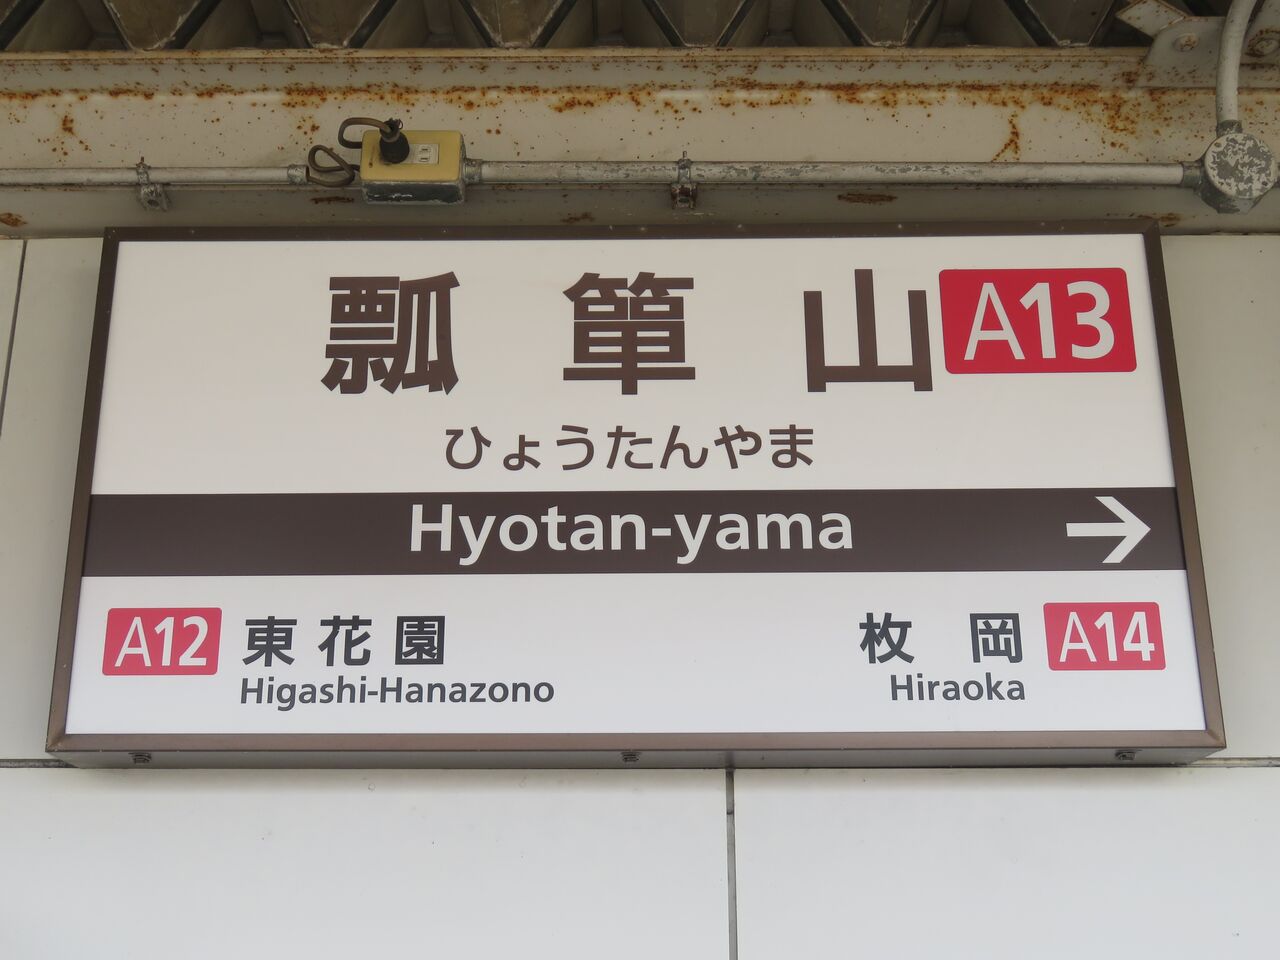 瓢箪山 A13
ひょうたんやま
Hyotan-yama →
A12 東花園
Higashi-Hanazono
枚岡 A14
Hiraoka